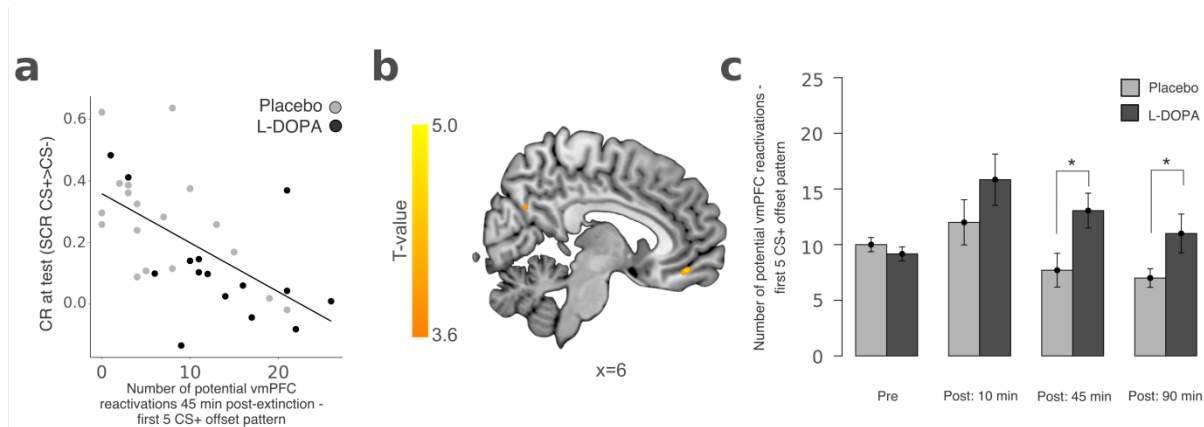 a
Placebo
L-DOPA
CR at test (SCR CS+>CS-)
0.6
0.4
0.2
0.0
0
10
20
Number of potential vmPFC
reactivations 45 min post-extinction -
first 5 CS+ offset pattern
b
5.0
T-value
3.6
x=6
c
Number of potential vmPFC reactivations -
first 5 CS+ offset pattern
25
20
15
10
5
0
Placebo
L-DOPA
*
*
Pre
Post: 10 min
Post: 45 min
Post: 90 min